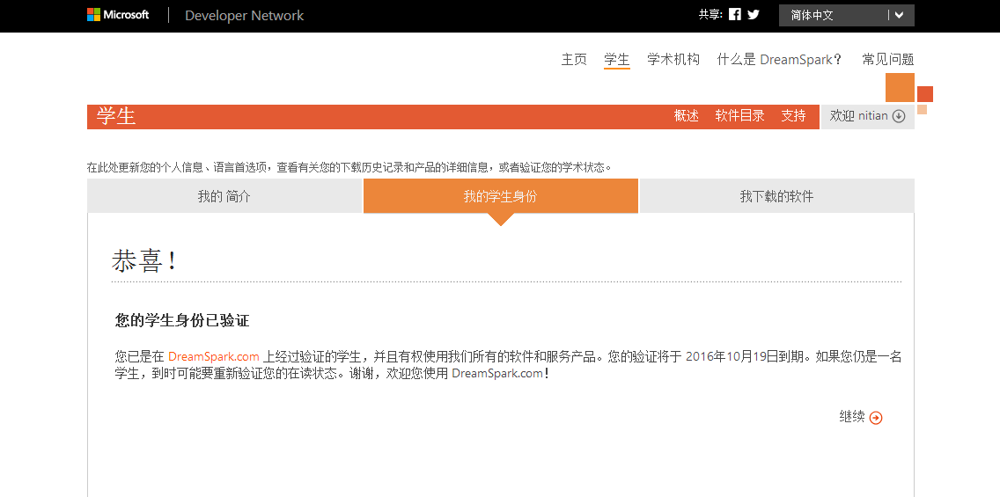 Microsoft Developer Network 共享: 简体中文
主页 学生 学术机构 什么是 DreamSpark? 常见问题
学生 概述 软件目录 支持 欢迎 nitian
在此处更新您的个人信息、语言首选项，查看有关您的下载历史记录和产品的详细信息，或者验证您的学术状态。
我的 简介 我的学生身份 我下载的软件
恭喜！
您的学生身份已验证
您已是在 DreamSpark.com 上经过验证的学生，并且有权使用我们所有的软件和服务产品。您的验证将于 2016年10月19日到期。如果您仍是一名
学生，到时可能要重新验证您的在读状态。谢谢，欢迎您使用 DreamSpark.com！
继续